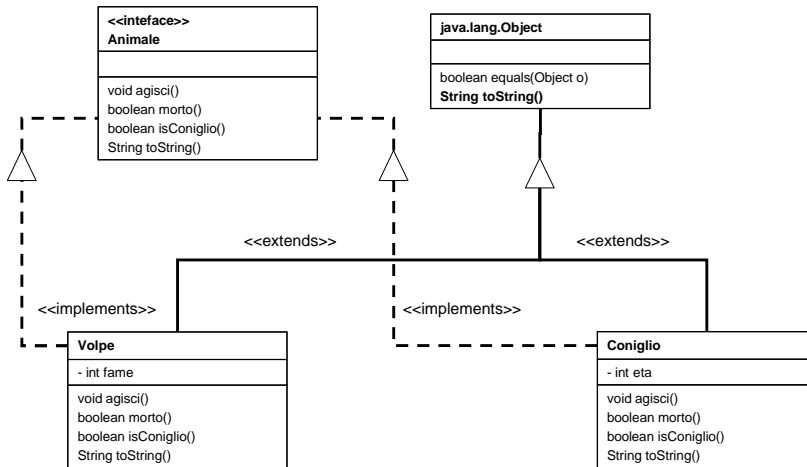 <<inteface>>
Animale
void agisci()
boolean morto()
boolean isConiglio()
String toString()
java.lang.Object
boolean equals(Object o)
String toString()
<<extends>>
<<extends>>
<<implements>>
<<implements>>
Volpe
- int fame
void agisci()
boolean morto()
boolean isConiglio()
String toString()
Coniglio
- int eta
void agisci()
boolean morto()
boolean isConiglio()
String toString()